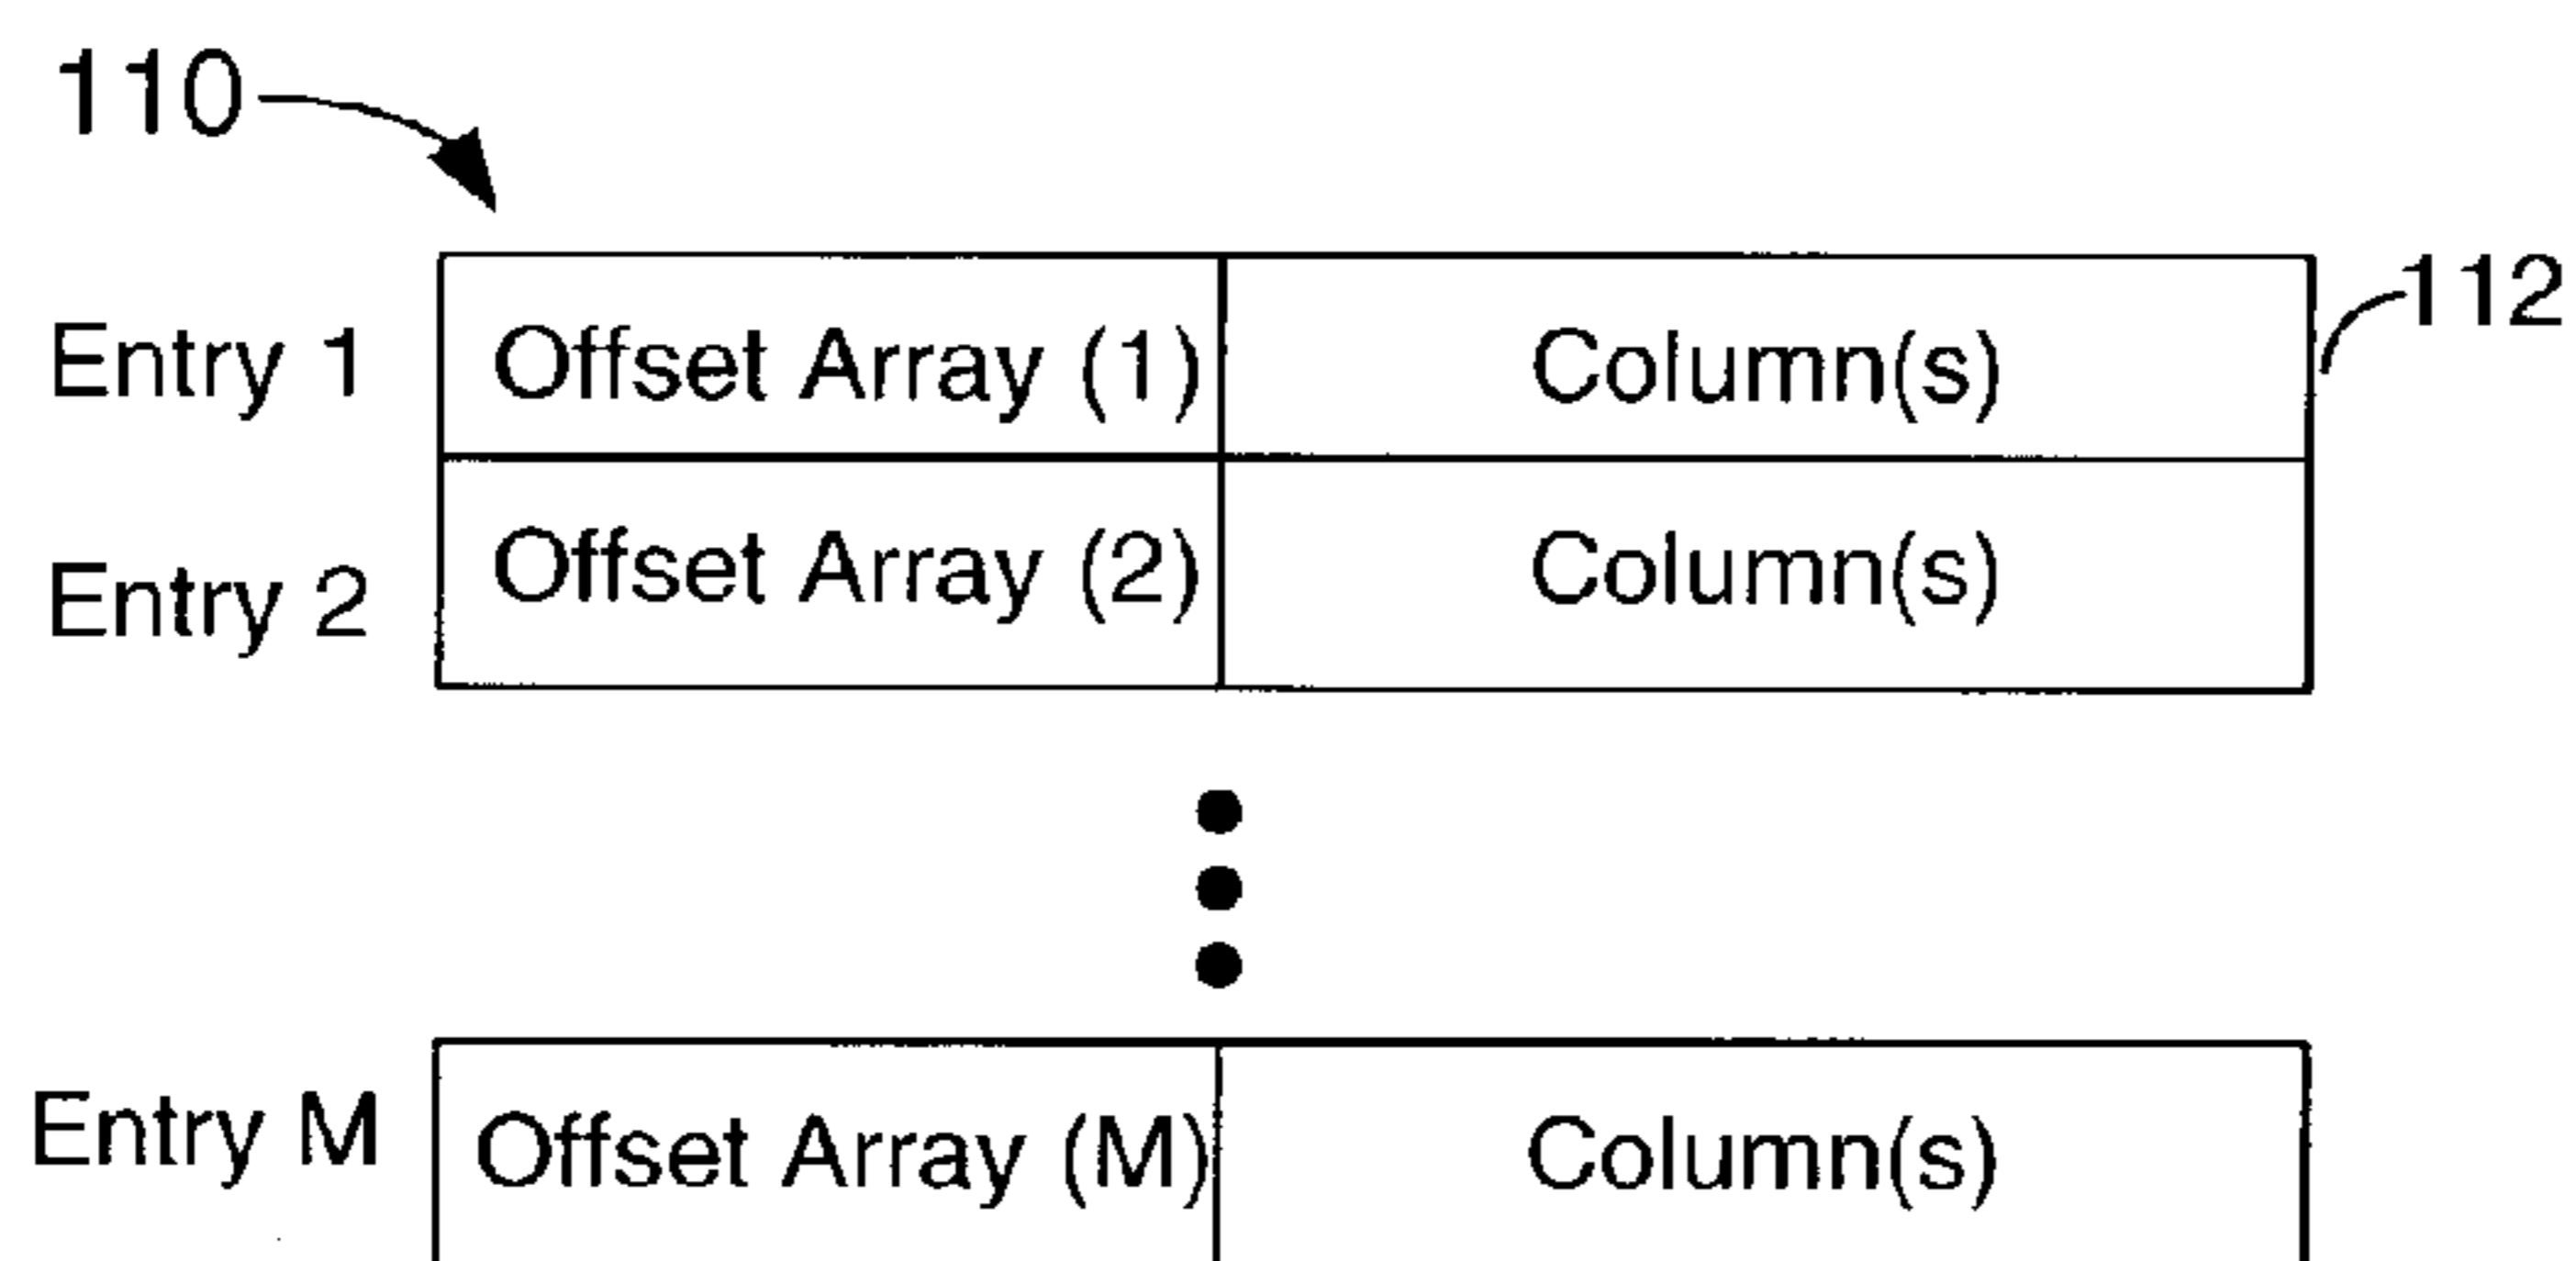 110
112
Entry 1 Offset Array (1) Column(s)
Entry 2 Offset Array (2) Column(s)
Entry M Offset Array (M) Column(s)